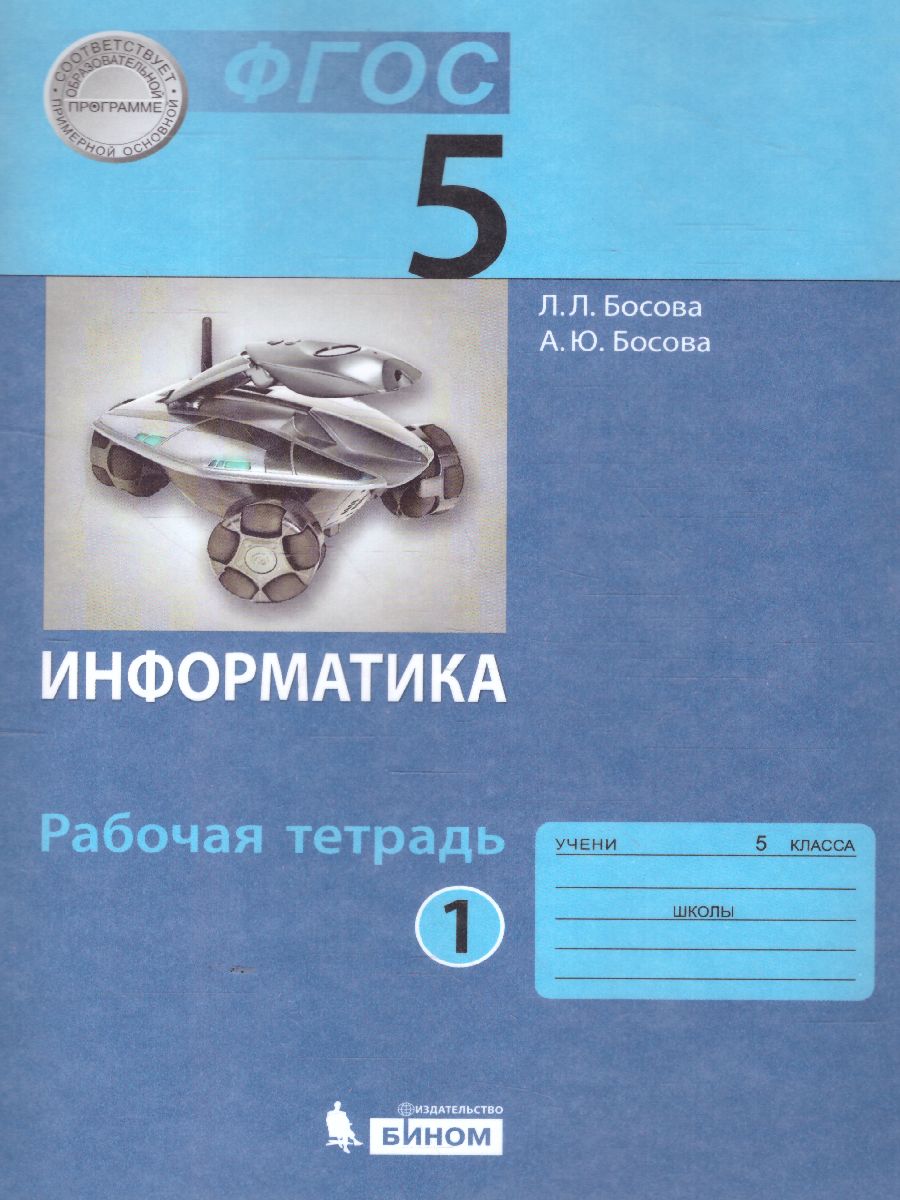 СООТВЕТСТВУЕТ
ПРИМЕРНОЙ ОСНОВНОЙ
ОБРАЗОВАТЕЛЬНОЙ
ПРОГРАММЕ
ФГОС
5
Л. Л. Босова
А. Ю. Босова
ИНФОРМАТИКА
Рабочая тетрадь
1
УЧЕНИ 5 КЛАССА
ШКОЛЫ
ИЗДАТЕЛЬСТВО
БИНОМ